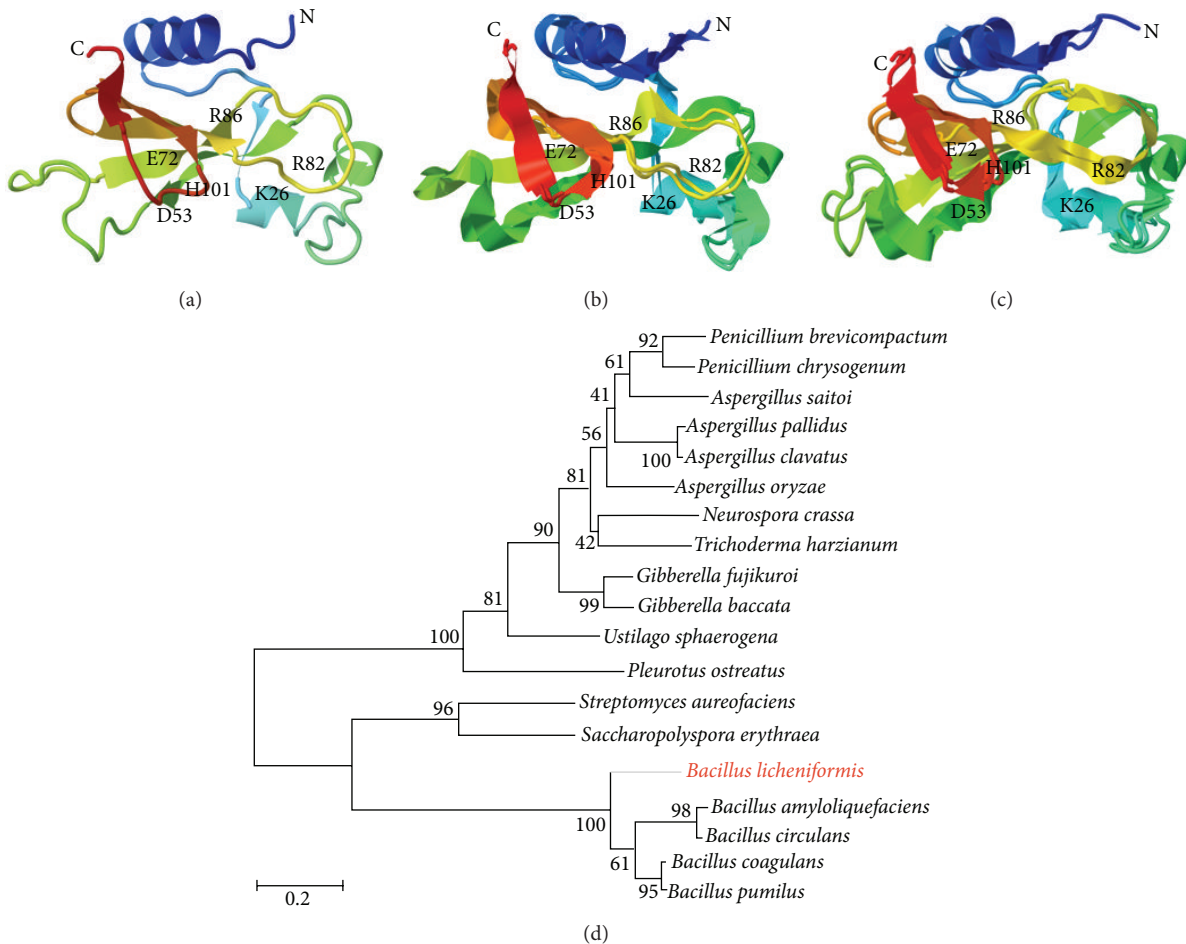 C
N
R86
E72
R82
H101
K26
D53
(a)
C
N
R86
E72
R82
H101
K26
D53
(b)
C
N
R86
E72
H101
R82
D53
K26
(c)
92
Penicillium brevicompactum
61
Penicillium chrysogenum
41
Aspergillus saitoi
56
Aspergillus pallidus
100
Aspergillus clavatus
81
Aspergillus oryzae
90
Neurospora crassa
42
Trichoderma harzianum
Gibberella fujikuroi
81
99
Gibberella baccata
100
Ustilago sphaerogena
Pleurotus ostreatus
96
Streptomyces aureofaciens
Saccharopolyspora erythraea
Bacillus licheniformis
100
98
Bacillus amyloliquefaciens
Bacillus circulans
61
Bacillus coagulans
95
Bacillus pumilus
0.2
(d)